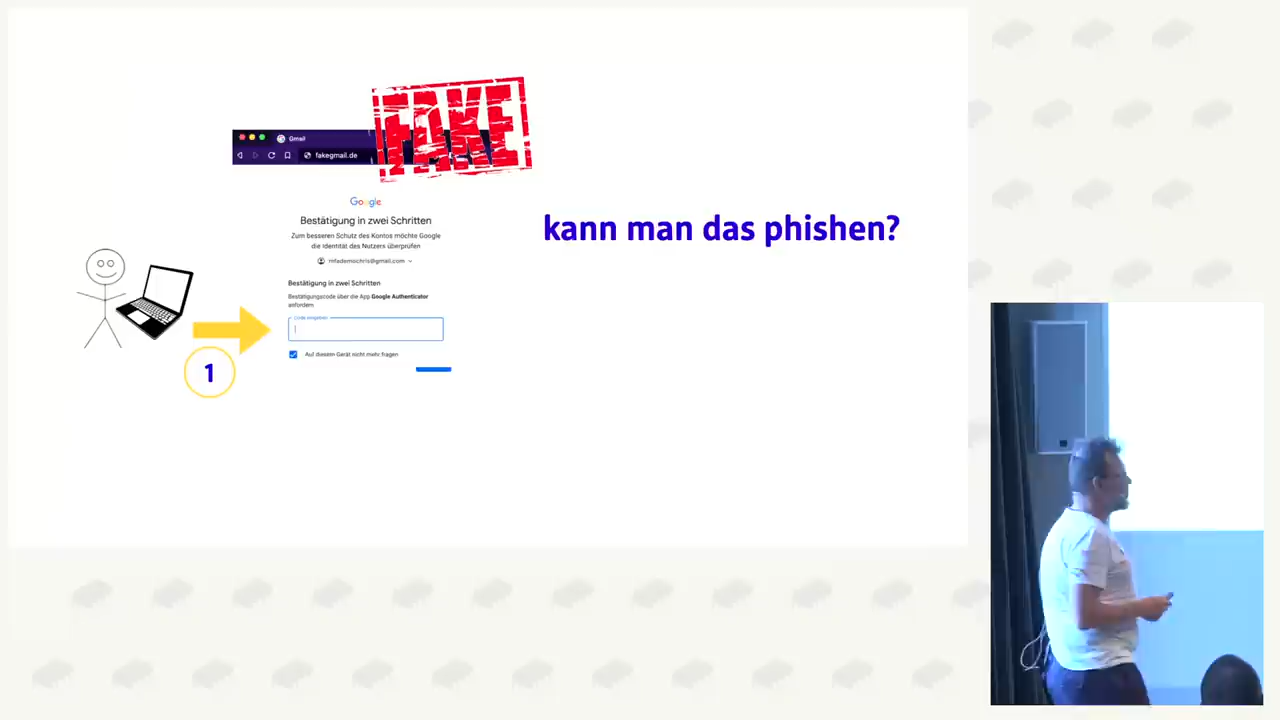 FAKE
Gmail
fakegmail.de
Google
Bestätigung in zwei Schritten
Zum besseren Schutz des Kontos möchte Google
die Identität des Nutzers überprüfen
mfademochris@gmail.com
Bestätigung in zwei Schritten
Bestätigungscode über die App Google Authenticator
anfordern
Code eingeben
Auf diesem Gerät nicht mehr fragen
kann man das phishen?
1